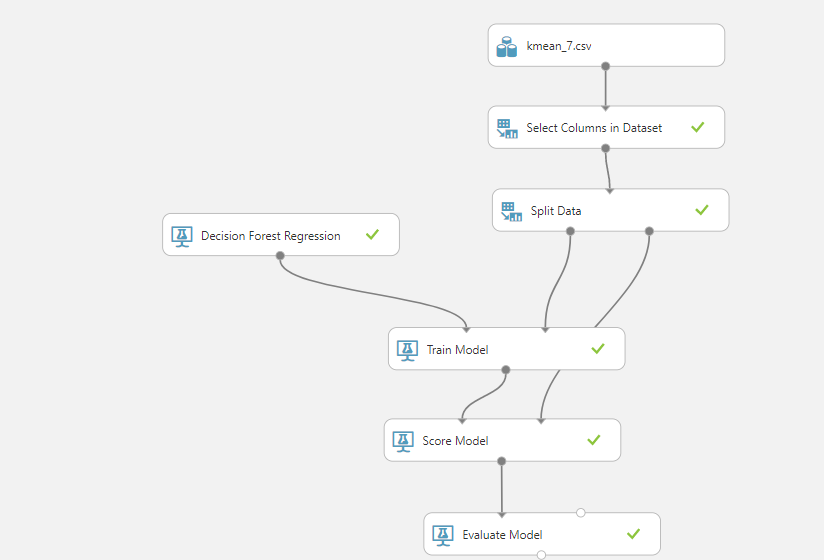 kmean_7.csv
Select Columns in Dataset
Split Data
Decision Forest Regression
Train Model
Score Model
Evaluate Model